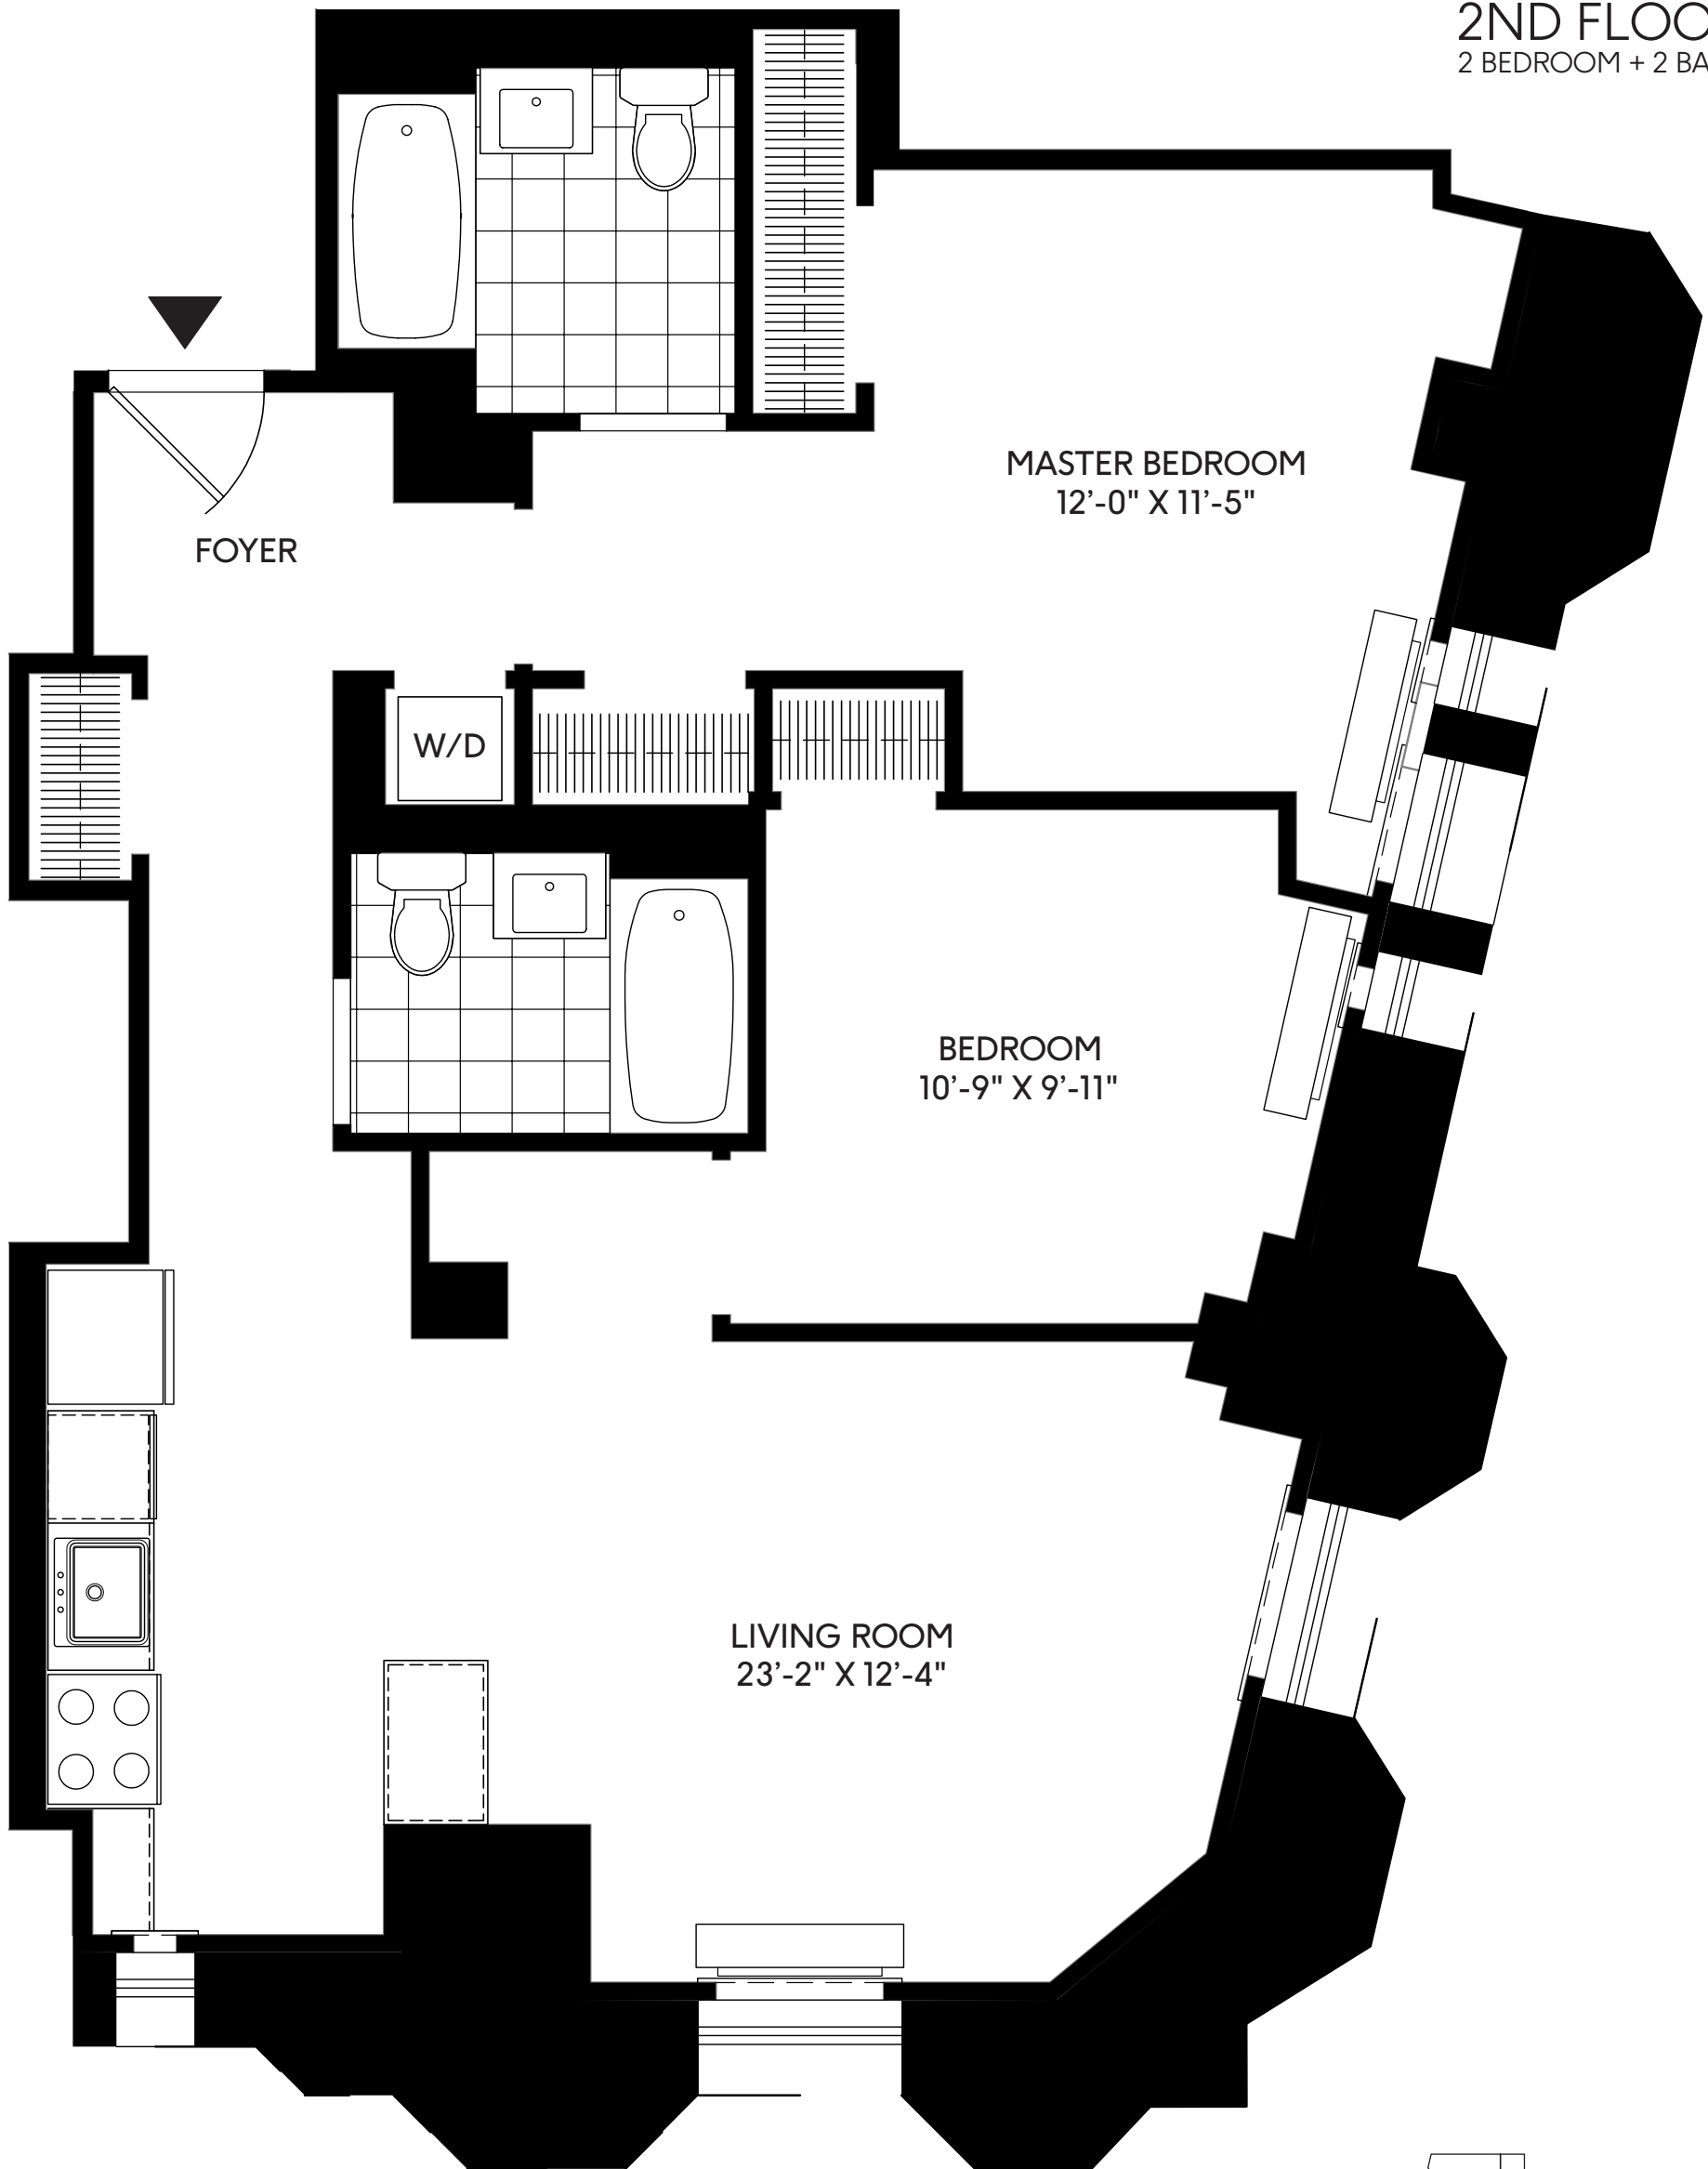 2ND FLOO
2 BEDROOM + 2 BA
MASTER BEDROOM
12’-0" X 11’-5"
FOYER
W/D
BEDROOM
10’-9" X 9’-11"
LIVING ROOM
23’-2" X 12’-4"